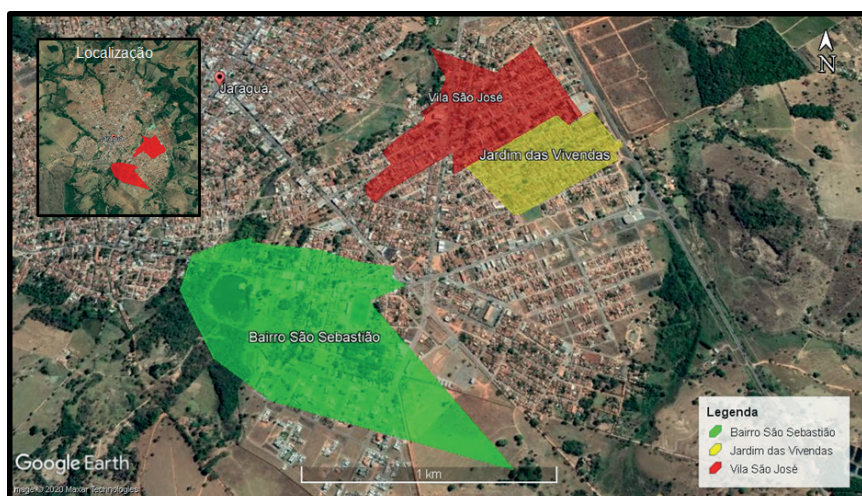 Localização
Jaraguá
N
Vila São José
Jardim das Vivendas
Bairro São Sebastião
Legenda
Bairro São Sebastião
Jardim das Vivendas
Vila São José
Google Earth
Image © 2020 Maxar Technologies
1 km